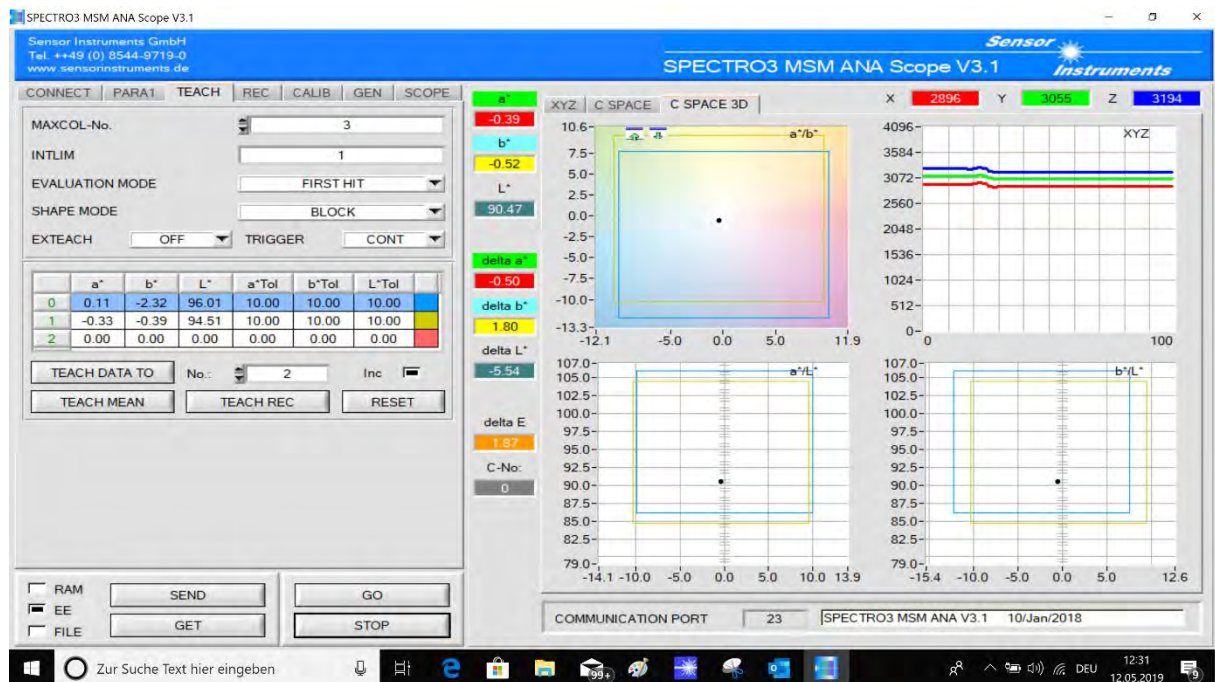 SPECTRO3 MSM ANA Scope V3.1
Sensor Instruments GmbH
Tel. ++49 (0) 8544-9719-0
www.sensorinstruments.de
Sensor Instruments
SPECTRO3 MSM ANA Scope V3.1
CONNECT PARA1 TEACH REC CALIB GEN SCOPE
MAXCOL-No. 3
INTLIM 1
EVALUATION MODE FIRST HIT
SHAPE MODE BLOCK
EXTEACH OFF TRIGGER CONT
a* b* L* a*Tol b*Tol L*Tol
0 0.11 -2.32 96.01 10.00 10.00 10.00
1 -0.33 -0.39 94.51 10.00 10.00 10.00
2 0.00 0.00 0.00 0.00 0.00 0.00
TEACH DATA TO No.: 2 Inc
TEACH MEAN TEACH REC RESET
RAM
EE
FILE
SEND GO
GET STOP
a*
-0.39
b*
-0.52
L*
90.47
delta a*
-0.50
delta b*
1.80
delta L*
-5.54
delta E
1.87
C-No:
0
XYZ C SPACE C SPACE 3D
X 2896 Y 3055 Z 3194
a*/b*
10.6-
7.5-
5.0-
2.5-
0.0-
-2.5-
-5.0-
-7.5-
-10.0-
-13.3-
-12.1 -5.0 0.0 5.0 11.9
XYZ
4096-
3584-
3072-
2560-
2048-
1536-
1024-
512-
0-
0 100
a*/L*
107.0-
105.0-
102.5-
100.0-
97.5-
95.0-
92.5-
90.0-
87.5-
85.0-
82.5-
79.0-
-14.1 -10.0 -5.0 0.0 5.0 10.0 13.9
b*/L*
107.0-
105.0-
102.5-
100.0-
97.5-
95.0-
92.5-
90.0-
87.5-
85.0-
82.5-
79.0-
-15.4 -10.0 -5.0 0.0 5.0 12.6
COMMUNICATION PORT 23 SPECTRO3 MSM ANA V3.1 10/Jan/2018
Zur Suche Text hier eingeben
99+
DEU
12:31
12.05.2019
9